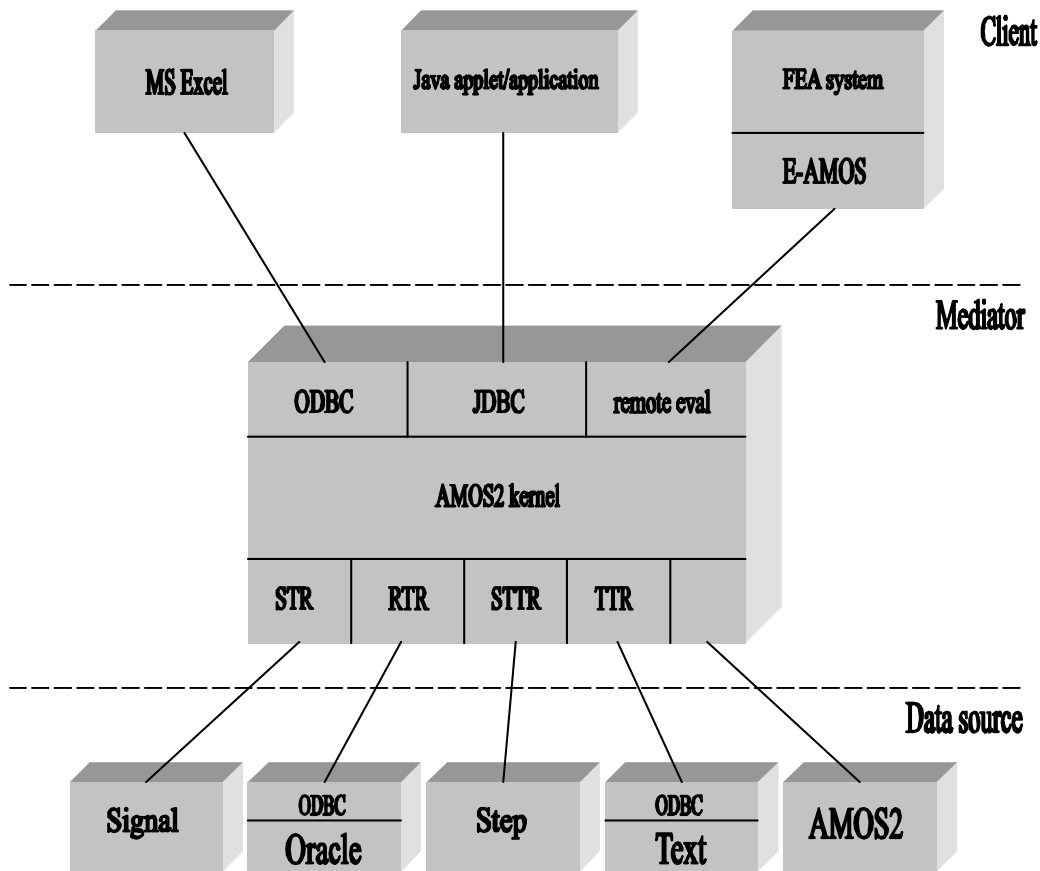 Client
MS Excel
Java applet/application
FEA system
E-AMOS
Mediator
ODBC
JDBC
remote eval
AMOS2 kernel
STR
RTR
STTR
TTR
Data source
Signal
ODBC
Oracle
Step
ODBC
Text
AMOS2